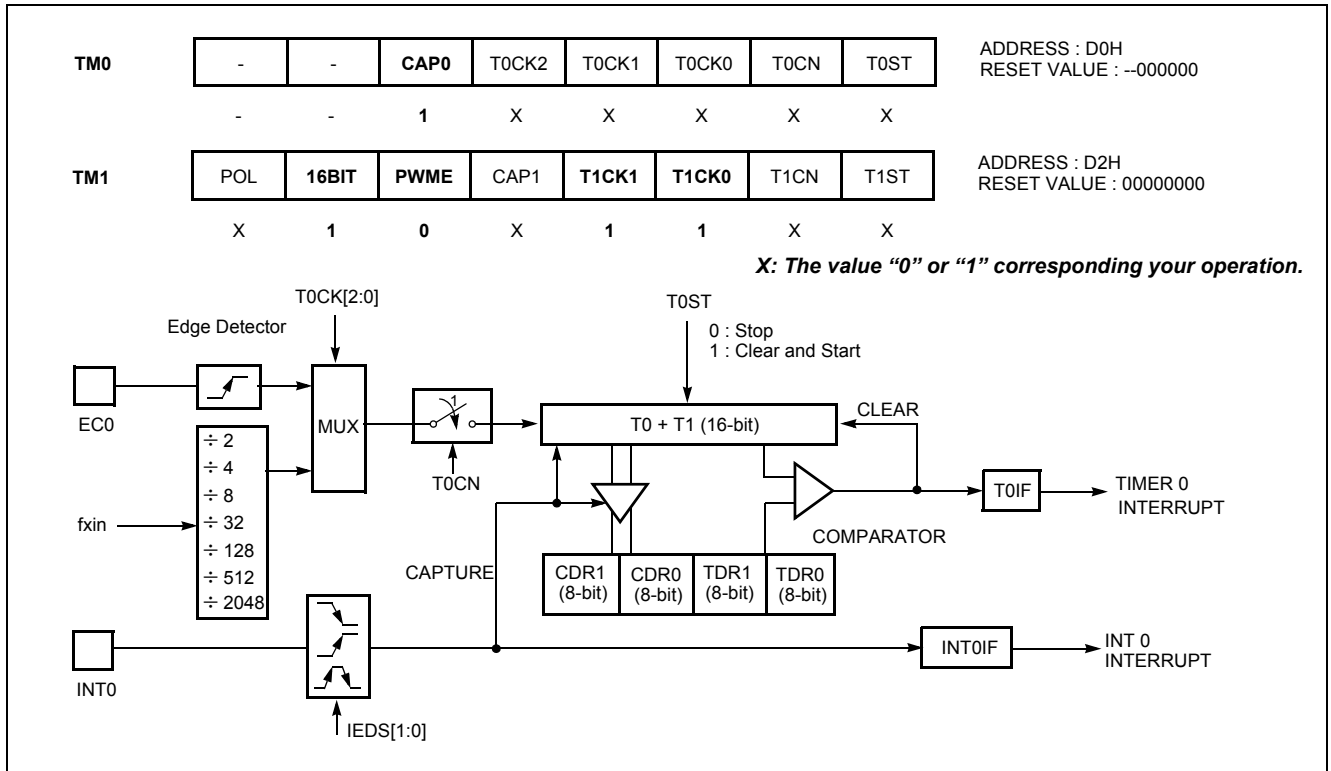 TM0 - - CAP0 T0CK2 T0CK1 T0CK0 T0CN T0ST
ADDRESS : D0H
RESET VALUE : --000000
- - 1 X X X X X
TM1 POL 16BIT PWME CAP1 T1CK1 T1CK0 T1CN T1ST
ADDRESS : D2H
RESET VALUE : 00000000
X 1 0 X 1 1 X X
X: The value “0” or “1” corresponding your operation.
T0CK[2:0]
Edge Detector
T0ST
0 : Stop
1 : Clear and Start
EC0
MUX
1
T0CN
T0 + T1 (16-bit)
CLEAR
fxin
÷ 2
÷ 4
÷ 8
÷ 32
÷ 128
÷ 512
÷ 2048
COMPARATOR
T0IF
TIMER 0
INTERRUPT
CAPTURE
CDR1
(8-bit)
CDR0
(8-bit)
TDR1
(8-bit)
TDR0
(8-bit)
INT0
IEDS[1:0]
INT0IF
INT 0
INTERRUPT